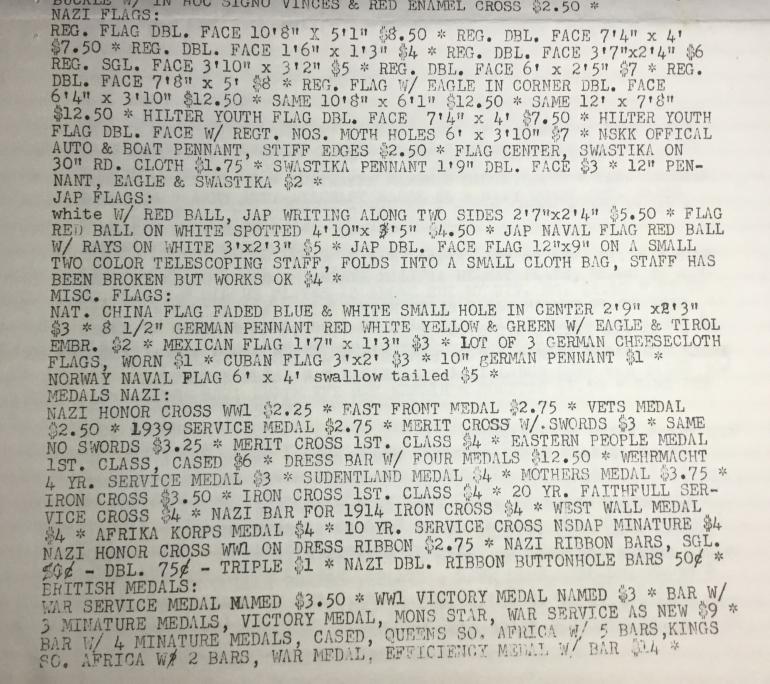 BUCKLE W/ IN HOC SIGNO VINCES & RED ENAMEL CROSS $2.50 *
NAZI FLAGS:
REG. FLAG DBL. FACE 10'8" X 5'1" $8.50 * REG. DBL. FACE 7'4" x 4'
$7.50 * REG. DBL. FACE 1'6" x 1'3" $4 * REG. DBL. FACE 3'7"x2'4" $6
REG. SGL. FACE 3'10" x 3'2" $5 * REG. DBL. FACE 6' x 2'5" $7 * REG.
DBL. FACE 7'8" x 5' $8 * REG. FLAG W/ EAGLE IN CORNER DBL. FACE
6'4" x 3'10" $12.50 * SAME 10'8" x 6'1" $12.50 * SAME 12' x 7'8"
$12.50 * HILTER YOUTH FLAG DBL. FACE 7'4" x 4' $7.50 * HILTER YOUTH
FLAG DBL. FACE W/ REGT. NOS. MOTH HOLES 6' x 3'10" $7 * NSKK OFFICAL
AUTO & BOAT PENNANT, STIFF EDGES $2.50 * FLAG CENTER, SWASTIKA ON
30" RD. CLOTH $1.75 * SWASTIKA PENNANT 1'9" DBL. FACE $3 * 12" PEN-
NANT, EAGLE & SWASTIKA $2 *
JAP FLAGS:
white W/ RED BALL, JAP WRITING ALONG TWO SIDES 2'7"x2'4" $5.50 * FLAG
RED BALL ON WHITE SPOTTED 4'10"x 3'5" $4.50 * JAP NAVAL FLAG RED BALL
W/ RAYS ON WHITE 3'x2'3" $5 * JAP DBL. FACE FLAG 12"x9" ON A SMALL
TWO COLOR TELESCOPING STAFF, FOLDS INTO A SMALL CLOTH BAG, STAFF HAS
BEEN BROKEN BUT WORKS OK $4 *
MISC. FLAGS:
NAT. CHINA FLAG FADED BLUE & WHITE SMALL HOLE IN CENTER 2'9" x2'3"
$3 * 8 1/2" GERMAN PENNANT RED WHITE YELLOW & GREEN W/ EAGLE & TIROL
EMBR. $2 * MEXICAN FLAG 1'7" x 1'3" $3 * LOT OF 3 GERMAN CHEESECLOTH
FLAGS, WORN $1 * CUBAN FLAG 3'x2' $3 * 10" gERMAN PENNANT $1 *
NORWAY NAVAL FLAG 6' x 4' swallow tailed $5 *
MEDALS NAZI:
NAZI HONOR CROSS WW1 $2.25 * EAST FRONT MEDAL $2.75 * VETS MEDAL
$2.50 * 1939 SERVICE MEDAL $2.75 * MERIT CROSS W/.SWORDS $3 * SAME
NO SWORDS $3.25 * MERIT CROSS 1ST. CLASS $4 * EASTERN PEOPLE MEDAL
1ST. CLASS, CASED $6 * DRESS BAR W/ FOUR MEDALS $12.50 * WEHRMACHT
4 YR. SERVICE MEDAL $3 * SUDENTLAND MEDAL $4 * MOTHERS MEDAL $3.75 *
IRON CROSS $3.50 * IRON CROSS 1ST. CLASS $4 * 20 YR. FAITHFULL SER-
VICE CROSS $4 * NAZI BAR FOR 1914 IRON CROSS $4 * WEST WALL MEDAL
$4 * AFRIKA KORPS MEDAL $4 * 10 YR. SERVICE CROSS NSDAP MINATURE $4
NAZI HONOR CROSS WW1 ON DRESS RIBBON $2.75 * NAZI RIBBON BARS, SGL.
50¢ - DBL. 75¢ - TRIPLE $1 * NAZI DBL. RIBBON BUTTONHOLE BARS 50¢ *
BRITISH MEDALS:
WAR SERVICE MEDAL NAMED $3.50 * WW1 VICTORY MEDAL NAMED $3 * BAR W/
3 MINATURE MEDALS, VICTORY MEDAL, MONS STAR, WAR SERVICE AS NEW $9 *
BAR W/ 4 MINATURE MEDALS, CASED, QUEENS SO. AFRICA W/ 5 BARS,KINGS
SO. AFRICA W/ 2 BARS, WAR MEDAL, EFFICIENCY MEDAL W/ BAR $14 *